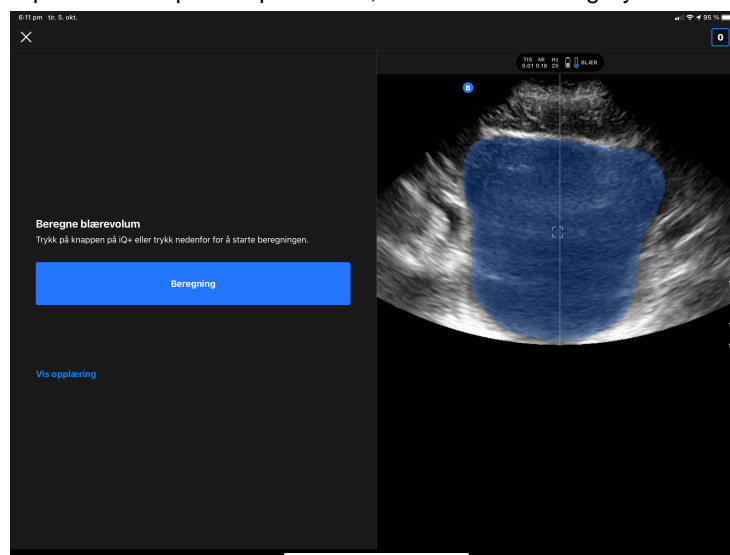 6:11 pm tir. 5. okt.
95 %
0
TIS MI Hz
0.01 0.18 25
BLÆR
B
Beregne blærevolum
Trykk på knappen på iQ+ eller trykk nedenfor for å starte beregningen.
Beregning
Vis opplæring